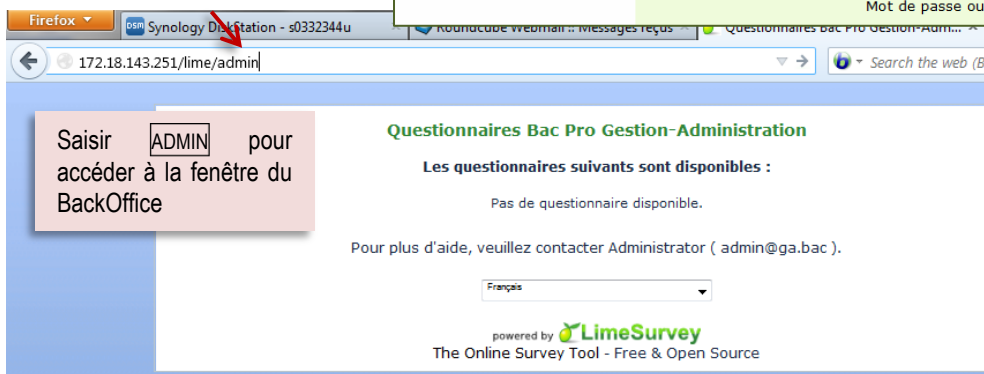 Mot de passe ou
Firefox
DSM Synology DiskStation - s0332344u
Roundcube Webmail :: Messages reçus
Questionnaires Bac Pro Gestion-Adm...
172.18.143.251/lime/admin
b Search the web (B
Saisir ADMIN pour
accéder à la fenêtre du
BackOffice
Questionnaires Bac Pro Gestion-Administration
Les questionnaires suivants sont disponibles :
Pas de questionnaire disponible.
Pour plus d'aide, veuillez contacter Administrator ( admin@ga.bac ).
Français
powered by LimeSurvey
The Online Survey Tool - Free & Open Source